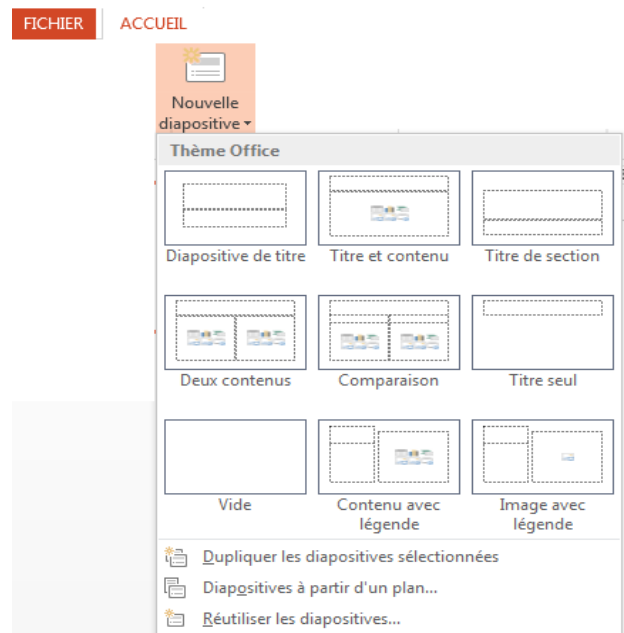 FICHIER ACCUEIL
Nouvelle
diapositive
Thème Office
Diapositive de titre Titre et contenu Titre de section
Deux contenus Comparaison Titre seul
Vide Contenu avec légende Image avec légende
Dupliquer les diapositives sélectionnées
Diapositives à partir d'un plan...
Réutiliser les diapositives...